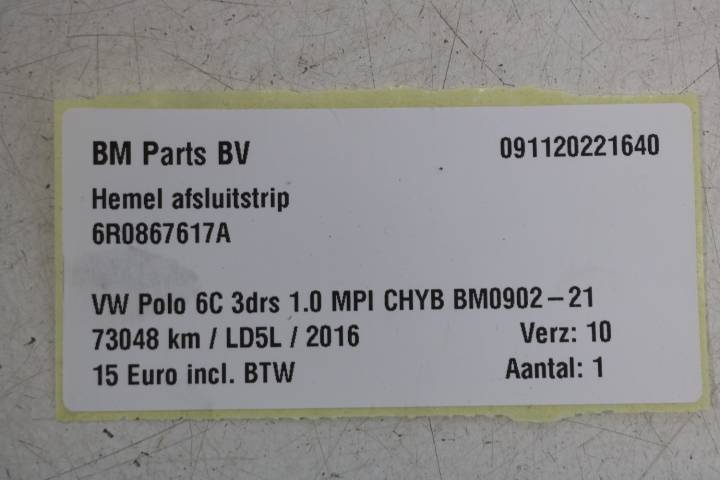 BM Parts BV 091120221640
Hemel afsluitstrip
6R0867617A
VW Polo 6C 3drs 1.0 MPI CHYB BM0902-21
73048 km / LD5L / 2016 Verz: 10
15 Euro incl. BTW Aantal: 1